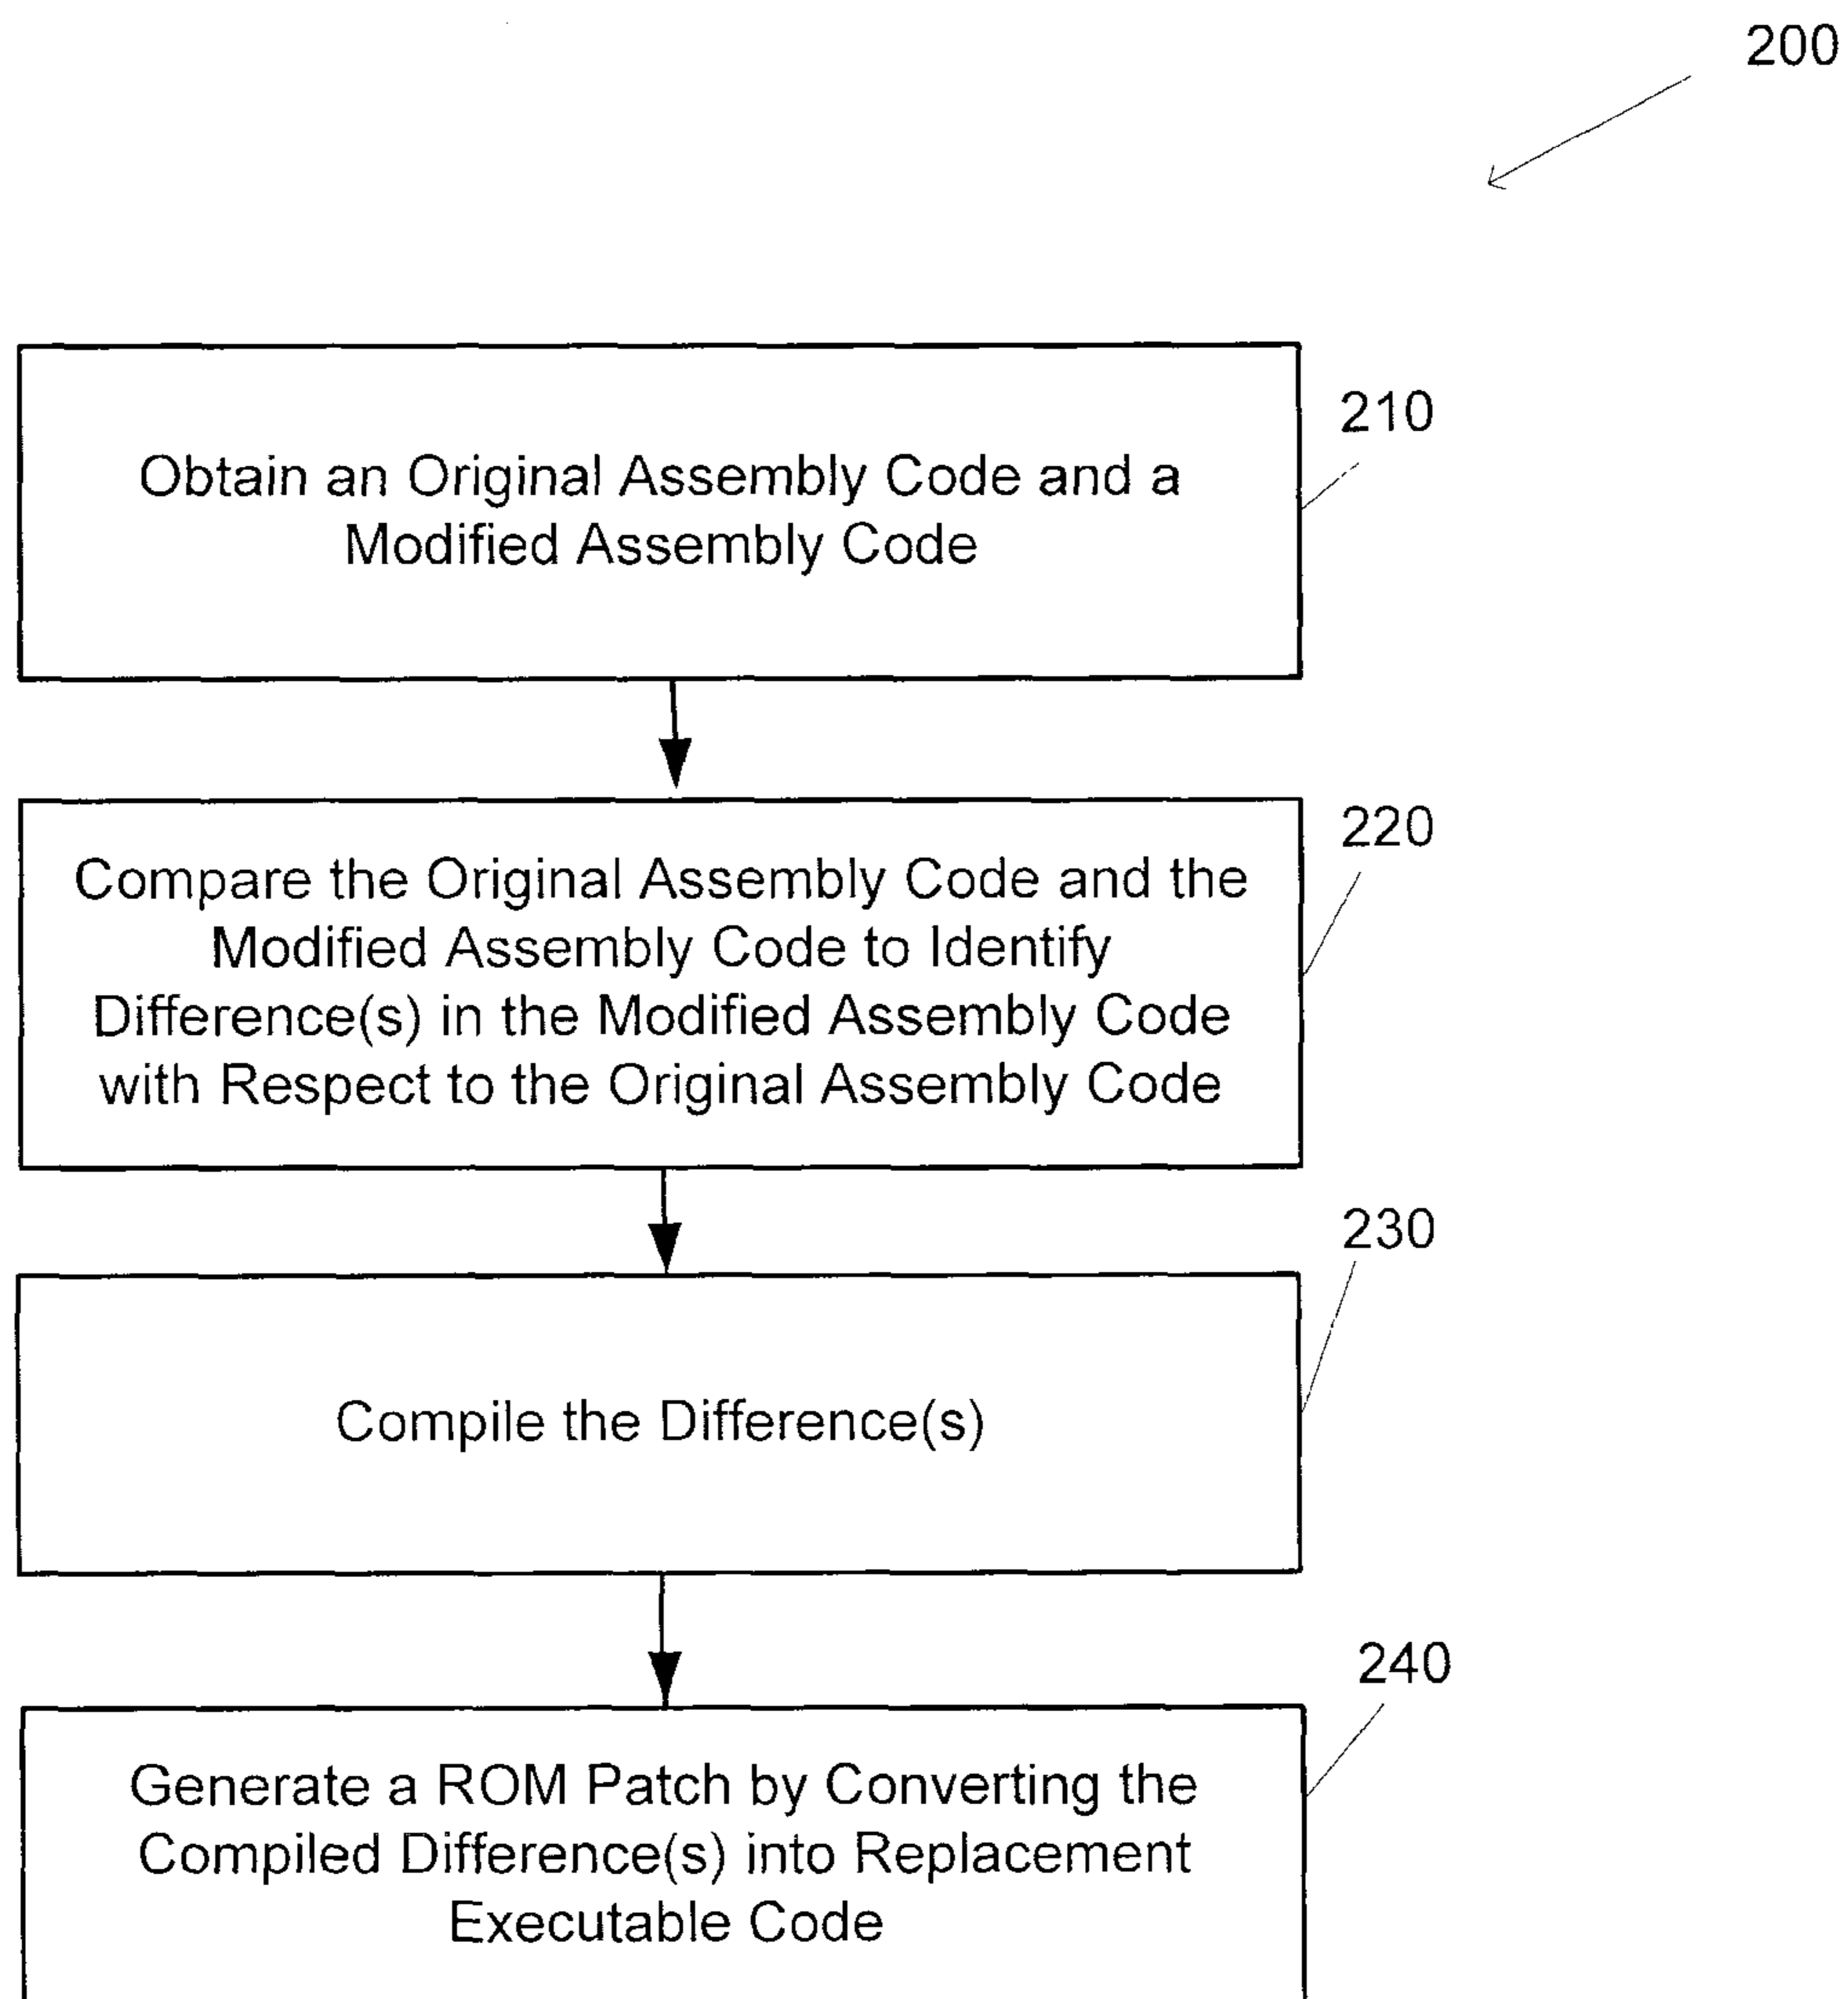 200
210
Obtain an Original Assembly Code and a
Modified Assembly Code
220
Compare the Original Assembly Code and the
Modified Assembly Code to Identify
Difference(s) in the Modified Assembly Code
with Respect to the Original Assembly Code
230
Compile the Difference(s)
240
Generate a ROM Patch by Converting the
Compiled Difference(s) into Replacement
Executable Code